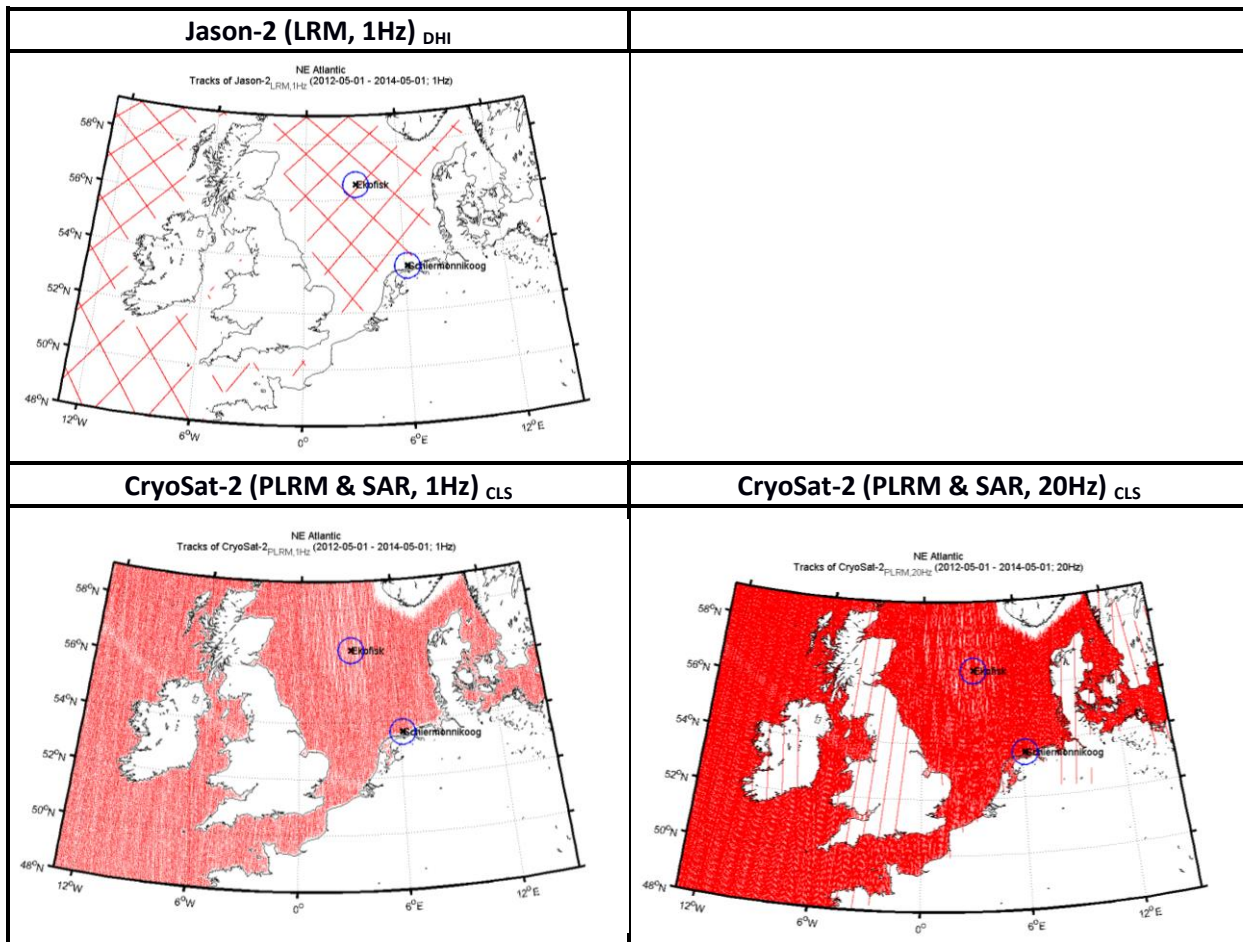 Jason-2 (LRM, 1Hz) DHI
NE Atlantic
Tracks of Jason-2LRM,1Hz (2012-05-01 - 2014-05-01; 1Hz)
58°N
56°N
54°N
52°N
50°N
48°N
12°W
6°W
0°
6°E
12°E
Ekofisk
Schiermonnikoog
CryoSat-2 (PLRM & SAR, 1Hz) CLS
NE Atlantic
Tracks of CryoSat-2PLRM,1Hz (2012-05-01 - 2014-05-01; 1Hz)
58°N
56°N
54°N
52°N
50°N
48°N
12°W
6°W
0°
6°E
12°E
Ekofisk
Schiermonnikoog
CryoSat-2 (PLRM & SAR, 20Hz) CLS
NE Atlantic
Tracks of CryoSat-2PLRM,20Hz (2012-05-01 - 2014-05-01; 20Hz)
58°N
56°N
54°N
52°N
50°N
48°N
12°W
6°W
0°
6°E
12°E
Ekofisk
Schiermonnikoog